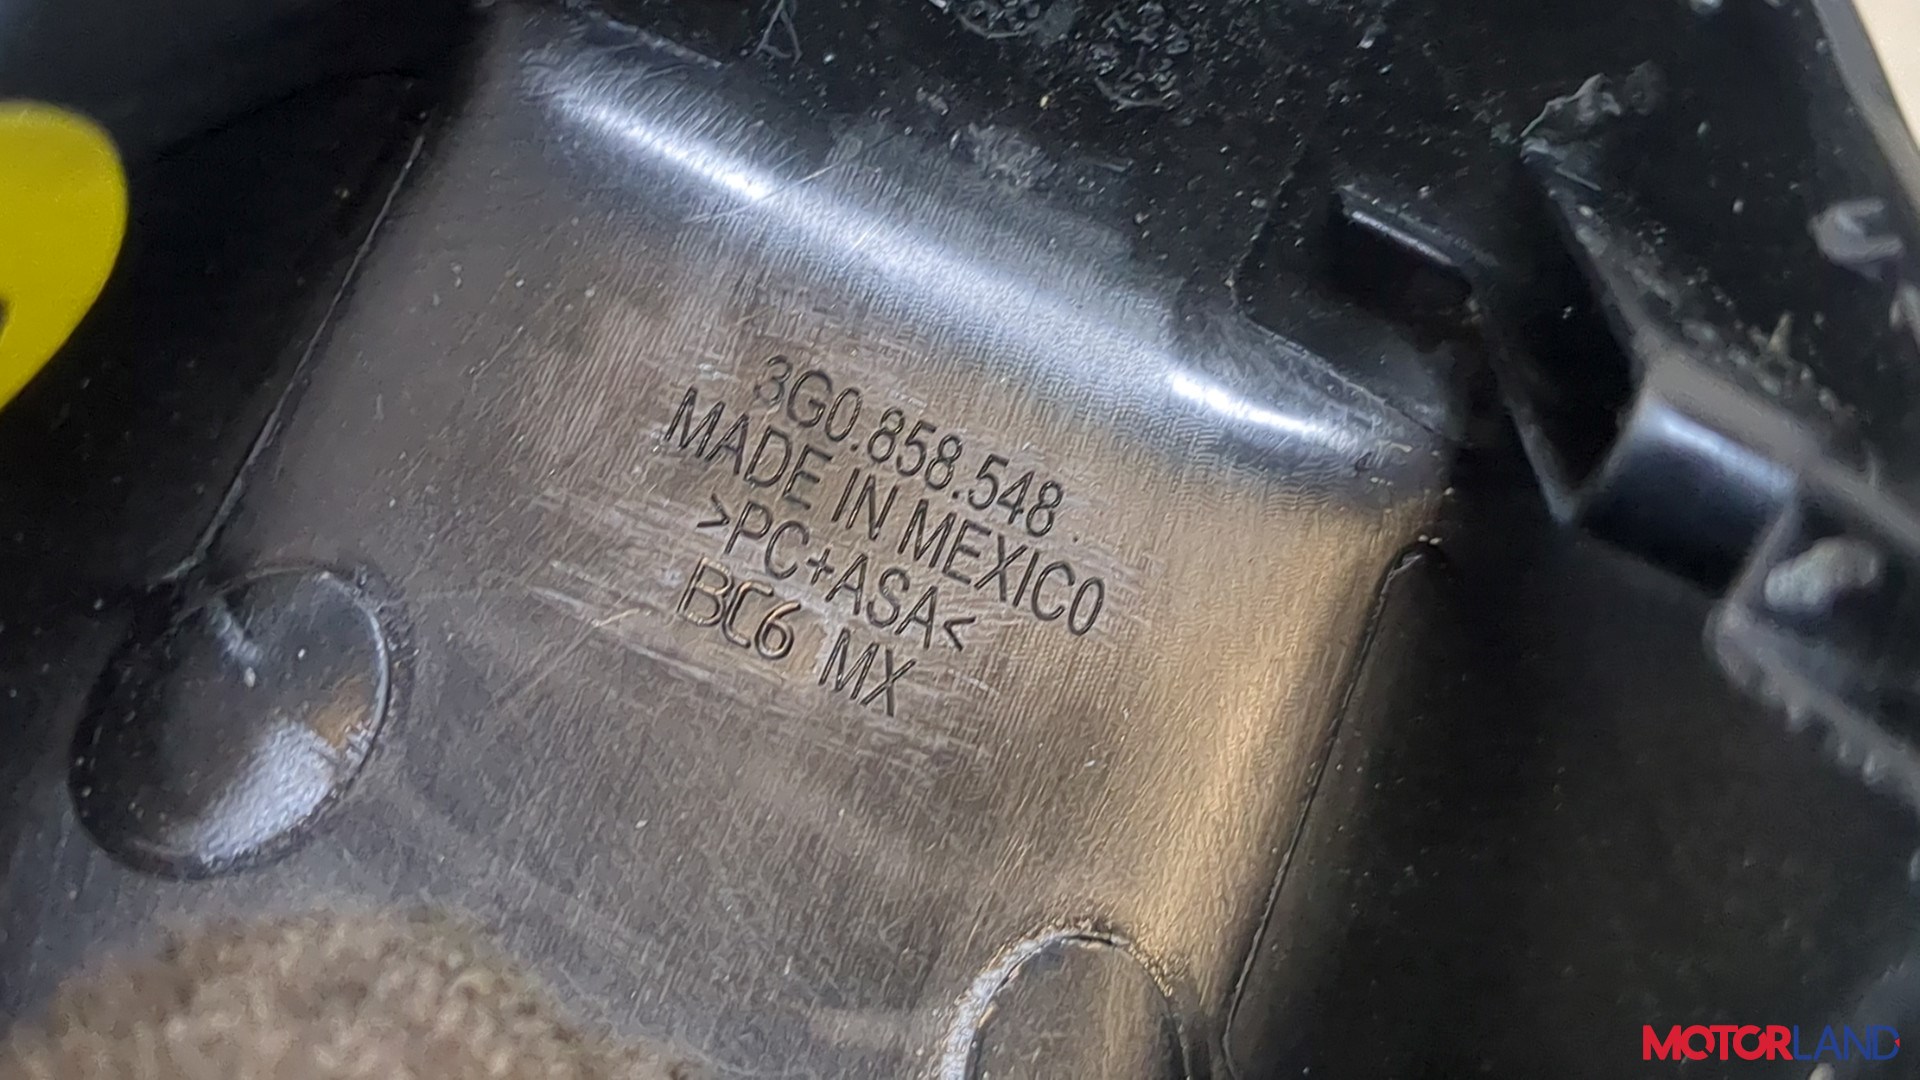 3G0.858.548
MADE IN MEXICO
>PC+ASA<
BC6 MX
MOTORLAND